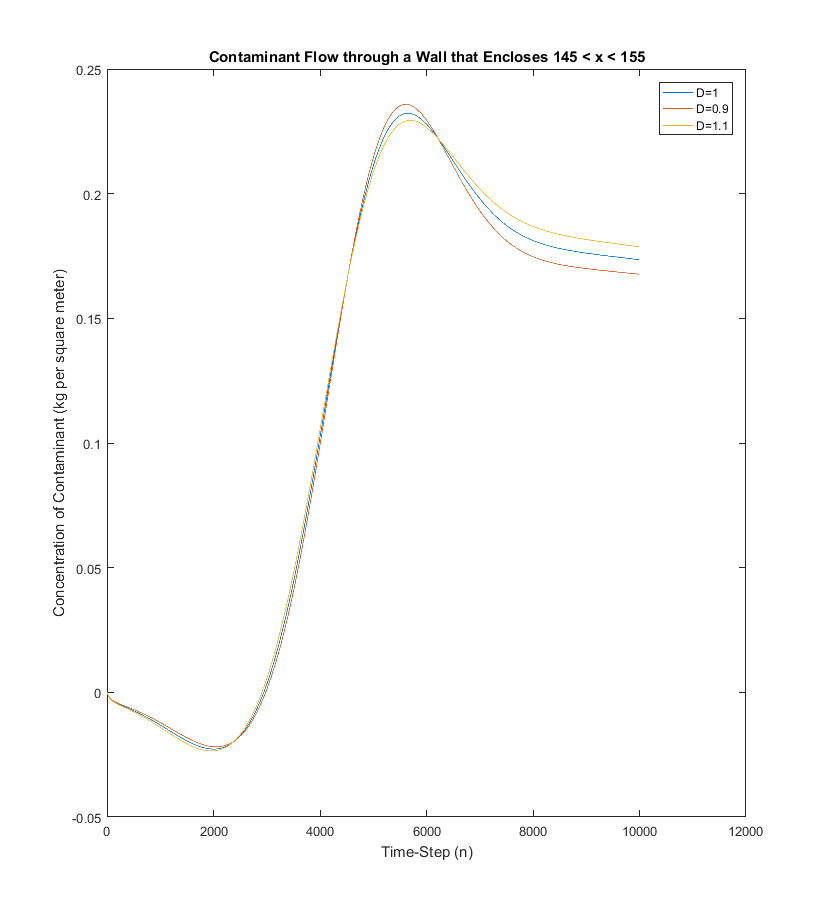 Contaminant Flow through a Wall that Encloses 145 < x < 155
D=1
D=0.9
D=1.1
Concentration of Contaminant (kg per square meter)
0.25
0.2
0.15
0.1
0.05
0
-0.05
0
2000
4000
6000
8000
10000
12000
Time-Step (n)